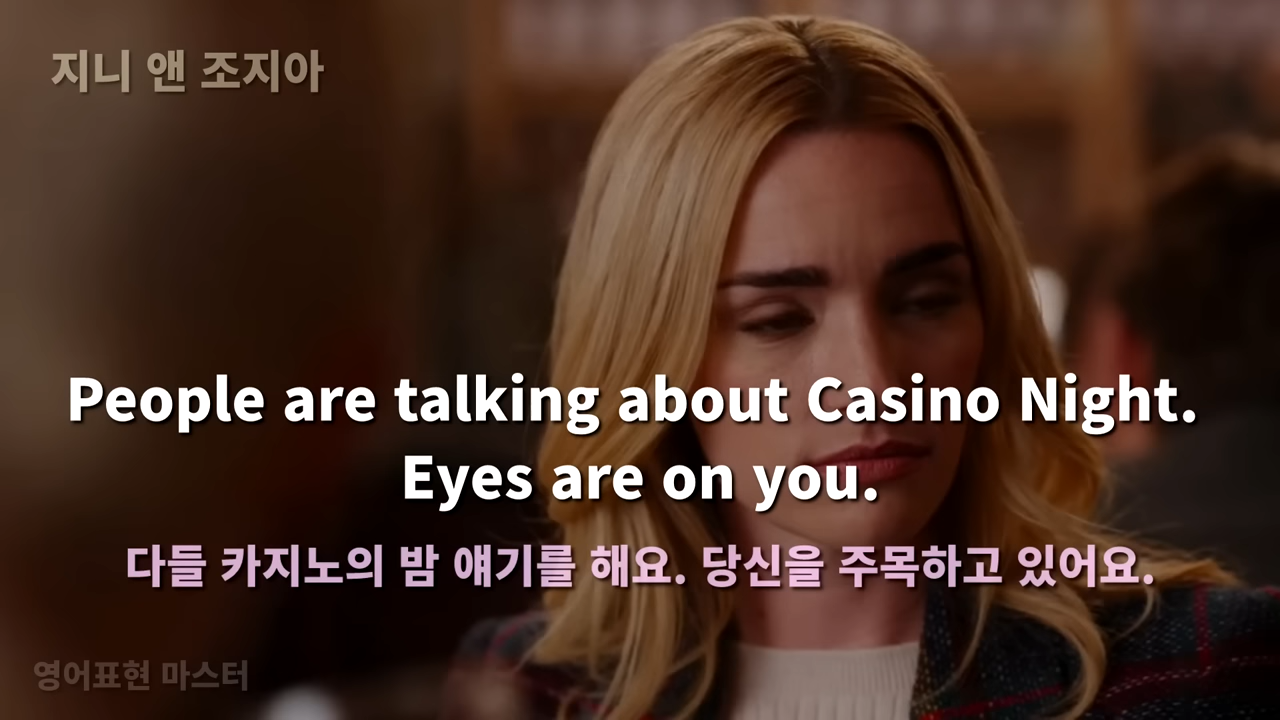 지니 앤 조지아
People are talking about Casino Night.
Eyes are on you.
다들 카지노의 밤 얘기를 해요. 당신을 주목하고 있어요.
영어표현 마스터